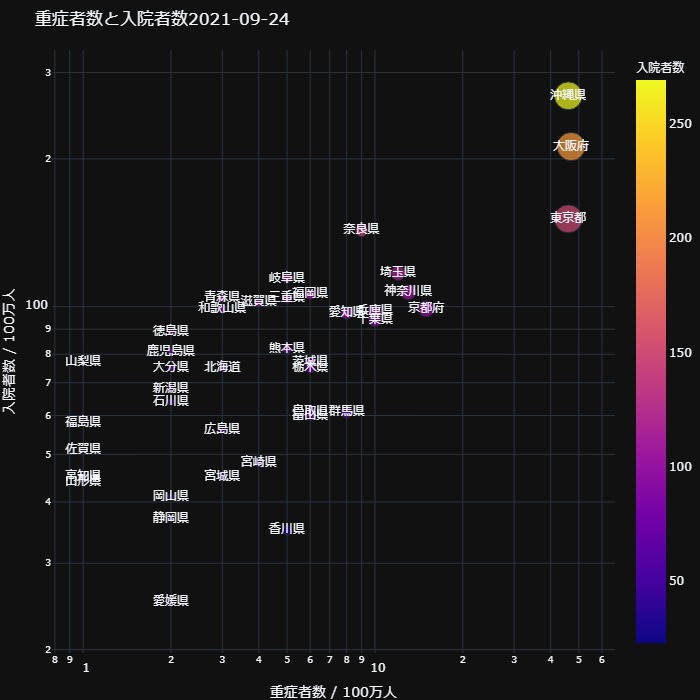 重症者数と入院者数2021-09-24
入院者数
沖縄県
大阪府
東京都
奈良県
埼玉県
岐阜県
神奈川県
福岡県
三重県
青森県
滋賀県
和歌山県
京都府
兵庫県
愛知県
千葉県
徳島県
熊本県
鹿児島県
山梨県
茨城県
大分県
北海道
栃木県
新潟県
石川県
鳥取県
群馬県
富山県
福島県
広島県
佐賀県
宮崎県
高知県
宮城県
山形県
岡山県
静岡県
香川県
愛媛県
3
2
100
9
8
7
6
5
4
3
2
8 9 1 2 3 4 5 6 7 8 9 10 2 3 4 5 6
250
200
150
100
50
入院者数 / 100万人
重症者数 / 100万人